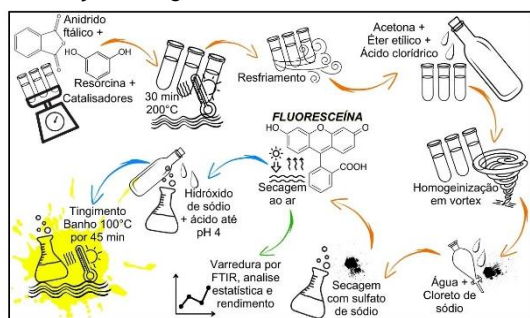 Anidrido
ftálico +
Resorcina +
Catalisadores
30 min
200°C
Resfriamento
Acetona +
Éter etílico +
Ácido clorídrico
Homogeinização
em vortex
Água +
Cloreto de
sódio
Secagem
com sulfato
de sódio
FLUORESCEÍNA
HO
O
O
COOH
Secagem
ao ar
Hidróxido
de sódio
+ ácido até
pH 4
Tingimento
Banho 100°C
por 45 min
Varredura por
FTIR, analise
estatística e
rendimento